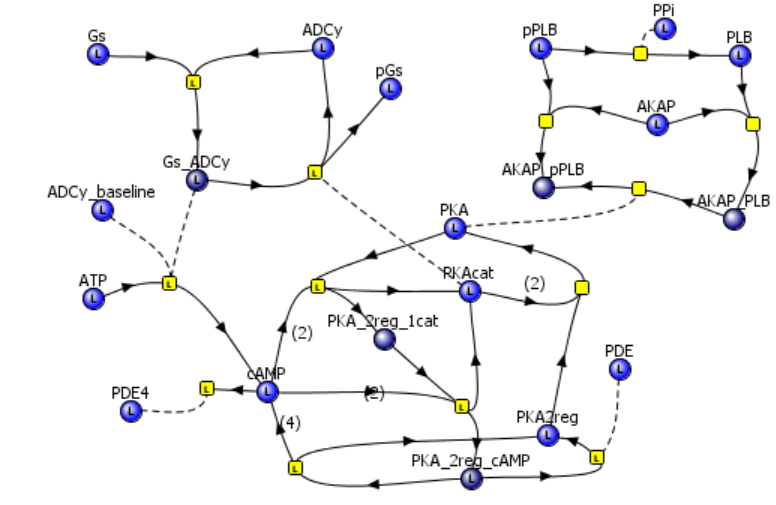 PPi
Gs
ADCy
pPLB
PLB
pGs
AKAP
Gs_ADCy
AKAP_pPLB
ADCy_baseline
AKAP_PLB
PKA
ATP
PKAcat
(2)
PKA_2reg_1cat
(2)
PDE
cAMP
PDE4
(2)
(4)
PKA2reg
PKA_2reg_cAMP